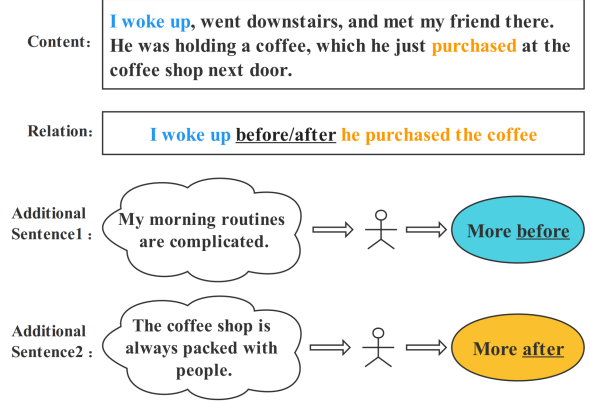 Content:
I woke up, went downstairs, and met my friend there.
He was holding a coffee, which he just purchased at the
coffee shop next door.
Relation:
I woke up before/after he purchased the coffee
Additional
Sentence1 :
My morning routines
are complicated.
More before
Additional
Sentence2 :
The coffee shop is
always packed with
people.
More after